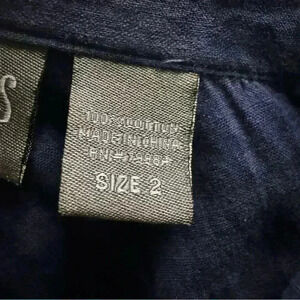 S
100% COTTON
MADE IN CHINA
SIZE 2